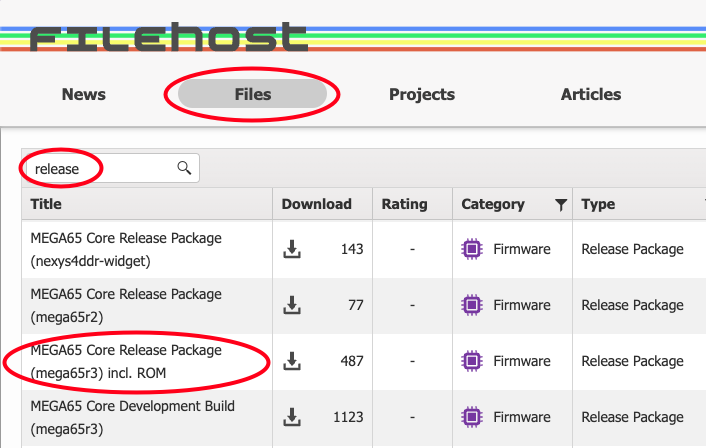 FILEHOST
News Files Projects Articles
release
Title Download Rating Category Type
MEGA65 Core Release Package
(nexys4ddr-widget) 143 - Firmware Release Package
MEGA65 Core Release Package
(mega65r2) 77 - Firmware Release Package
MEGA65 Core Release Package
(mega65r3) incl. ROM 487 - Firmware Release Package
MEGA65 Core Development Build
(mega65r3) 1123 - Firmware Release Package